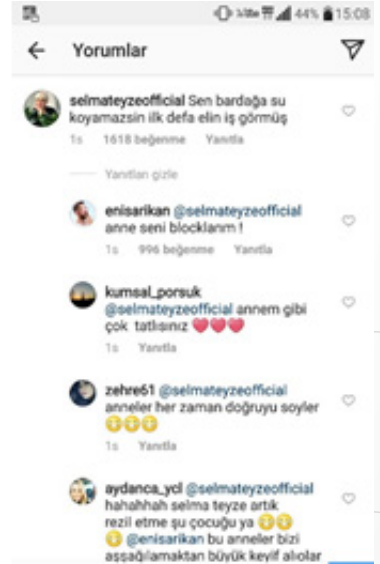 44% 15:08
Yorumlar
selmateyzeofficial Sen bardağa su
koyamazsin ilk defa elin iş görmüş
1s 1618 beğenme Yanıtla
Yanıtları gizle
enisarikan @selmateyzeofficial
anne seni blocklarım !
1s 996 beğenme Yanıtla
kumsal_porsuk
@selmateyzeofficial annem gibi
çok tatlisiniz ❤❤❤
1s Yanıtla
zehre61 @selmateyzeofficial
anneler her zaman doğruyu soyler
😳😳😳
1s Yanıtla
aydanca_ycl @selmateyzeofficial
hahahhah selma teyze artik
rezil etme şu çocuğu ya 😳😳
😳 @enisarikan bu anneler bizi
aşşağılamaktan büyük keyif alıolar